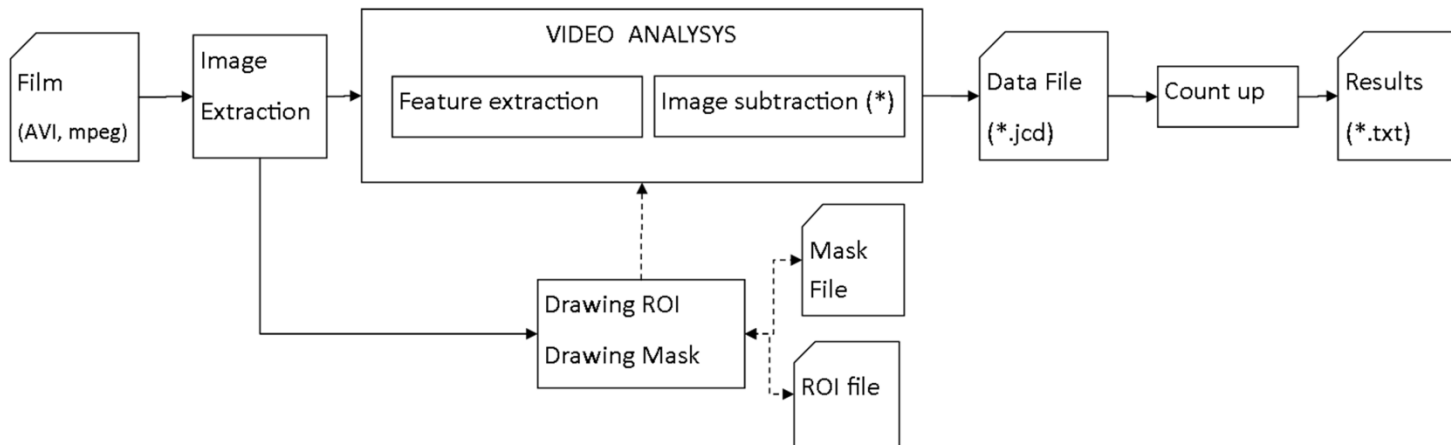 Film
(AVI, mpeg)
Image
Extraction
VIDEO ANALYSYS
Feature extraction
Image subtraction (*)
Data File
(*.jcd)
Count up
Results
(*.txt)
Drawing ROI
Drawing Mask
Mask
File
ROI file